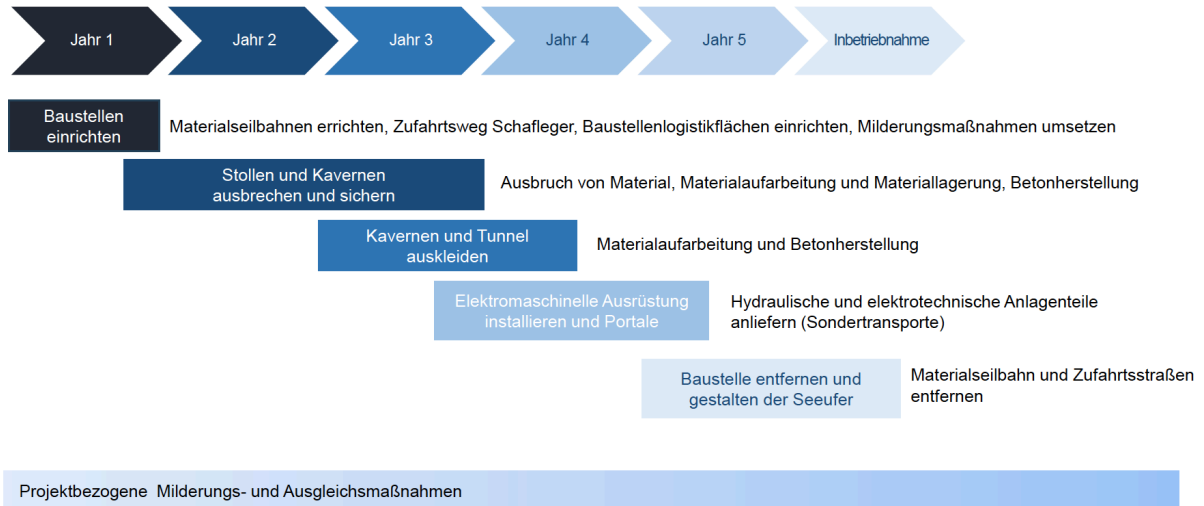 Jahr 1
Jahr 2
Jahr 3
Jahr 4
Jahr 5
Inbetriebnahme
Baustellen
einrichten
Materialseilbahnen errichten, Zufahrtsweg Schafleger, Baustellenlogistikflächen einrichten, Milderungsmaßnahmen umsetzen
Stollen und Kavernen
ausbrechen und sichern
Ausbruch von Material, Materialaufarbeitung und Materiallagerung, Betonherstellung
Kavernen und Tunnel
auskleiden
Materialaufarbeitung und Betonherstellung
Elektromaschinelle Ausrüstung
installieren und Portale
Hydraulische und elektrotechnische Anlagenteile
anliefern (Sondertransporte)
Baustelle entfernen und
gestalten der Seeufer
Materialseilbahn und Zufahrtsstraßen
entfernen
Projektbezogene Milderungs- und Ausgleichsmaßnahmen